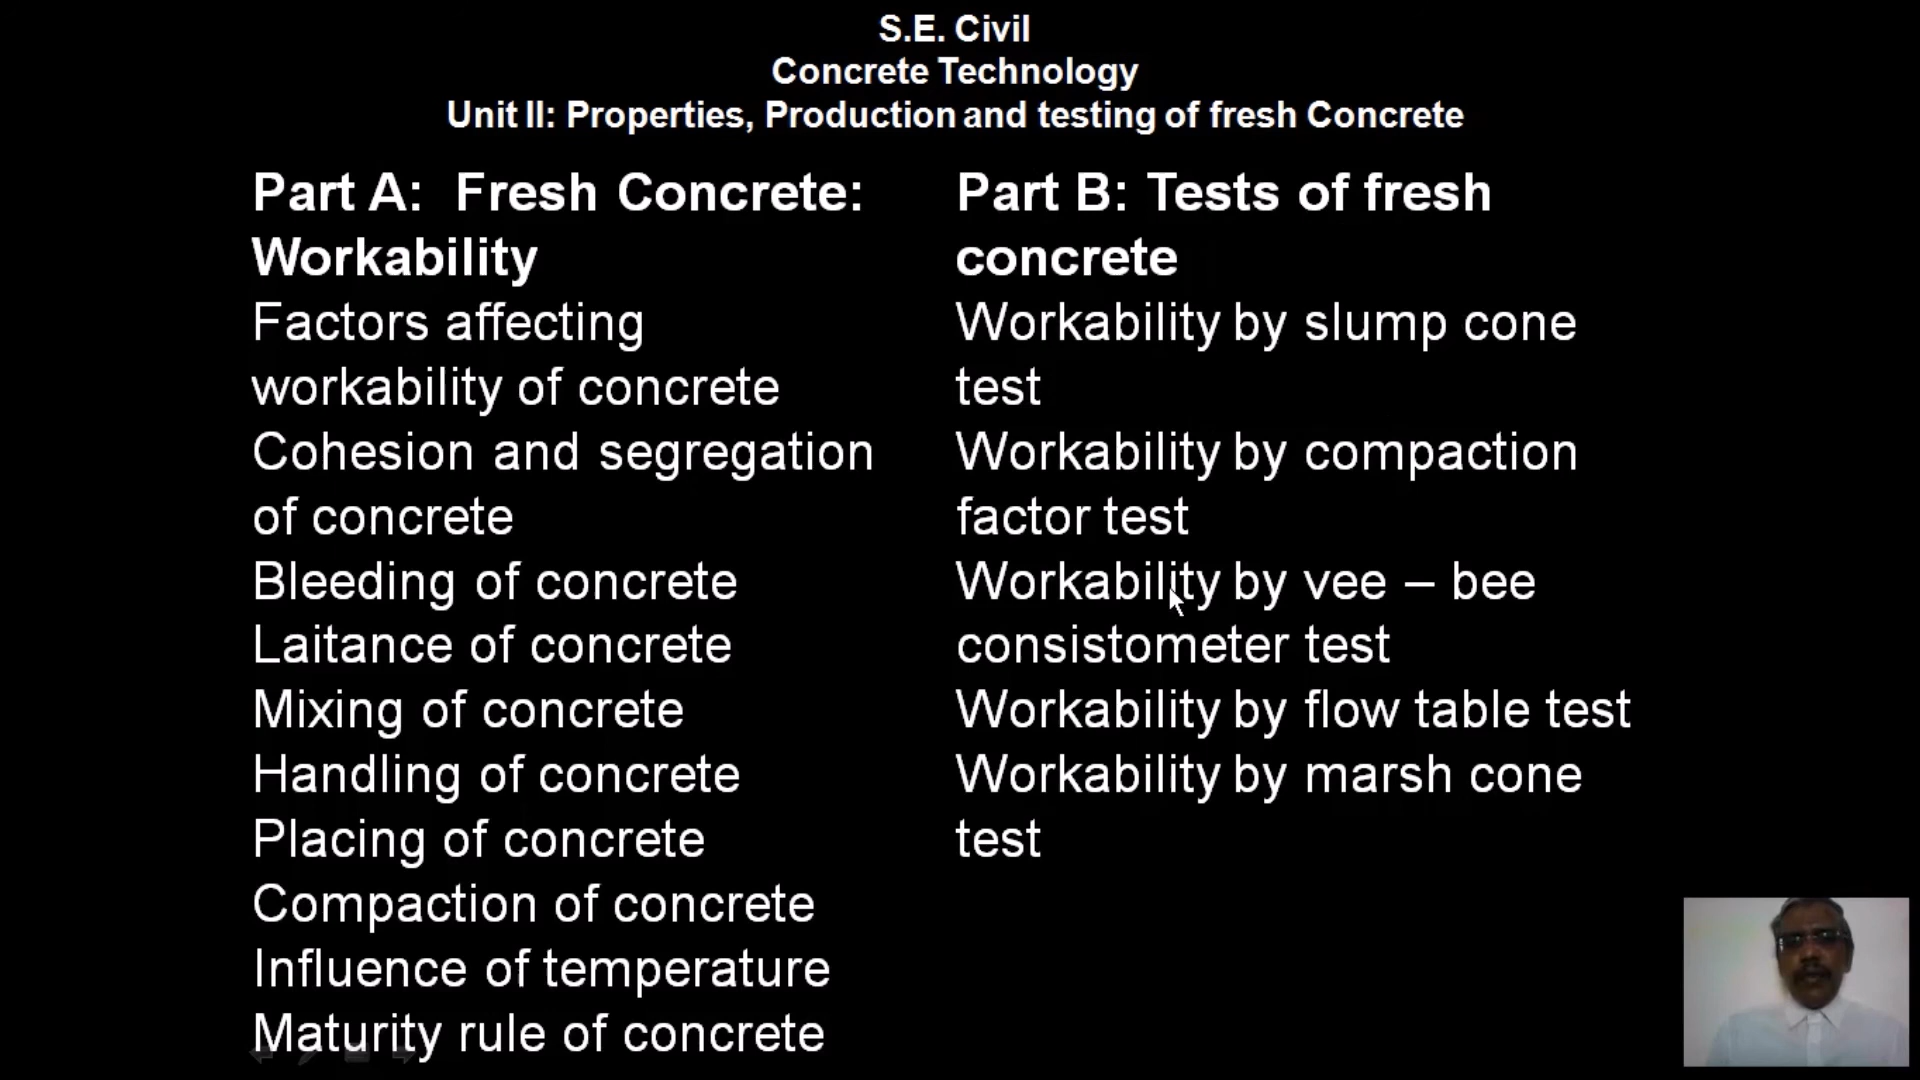 S.E. Civil
Concrete Technology
Unit II: Properties, Production and testing of fresh Concrete
Part A: Fresh Concrete:
Workability
Factors affecting
workability of concrete
Cohesion and segregation
of concrete
Bleeding of concrete
Laitance of concrete
Mixing of concrete
Handling of concrete
Placing of concrete
Compaction of concrete
Influence of temperature
Maturity rule of concrete
Part B: Tests of fresh
concrete
Workability by slump cone
test
Workability by compaction
factor test
Workability by vee – bee
consistometer test
Workability by flow table test
Workability by marsh cone
test